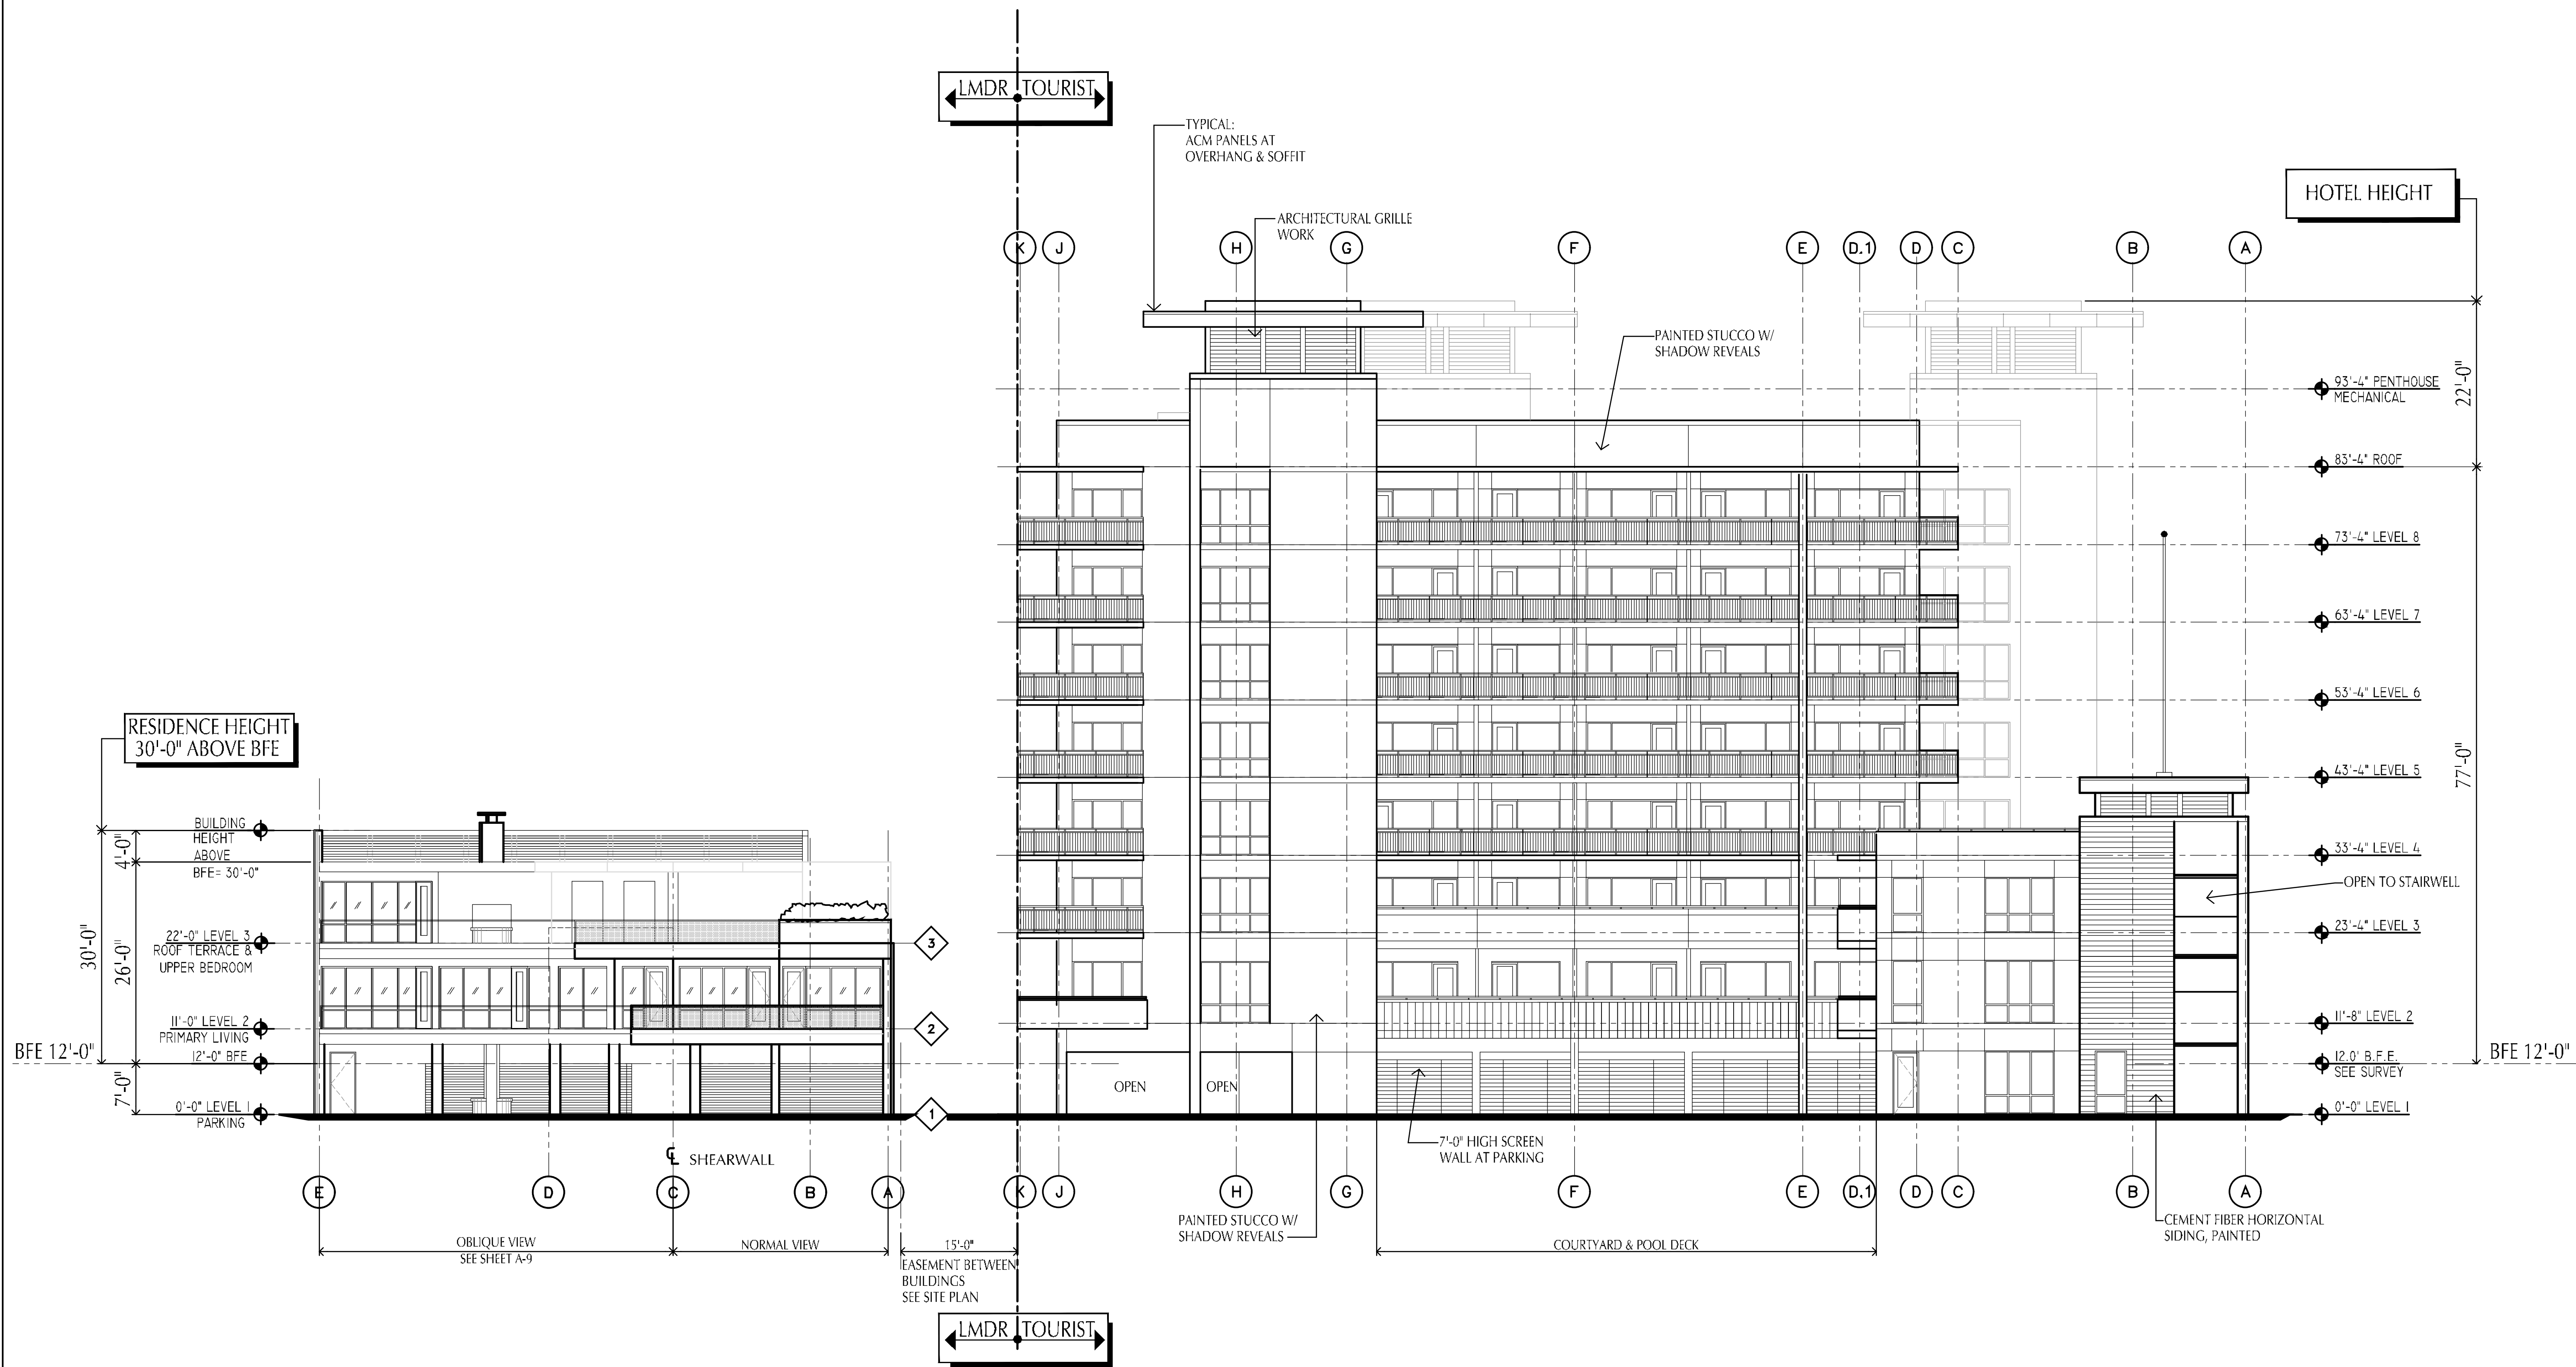 LMDR TOURIST
TYPICAL:
ACM PANELS AT
OVERHANG & SOFFIT
HOTEL HEIGHT
ARCHITECTURAL GRILLE
WORK
K J H G F E D.1 D C B A
PAINTED STUCCO W/
SHADOW REVEALS
93'-4" PENTHOUSE
MECHANICAL
22'-0"
83'-4" ROOF
73'-4" LEVEL 8
63'-4" LEVEL 7
53'-4" LEVEL 6
43'-4" LEVEL 5
77'-0"
33'-4" LEVEL 4
OPEN TO STAIRWELL
23'-4" LEVEL 3
11'-8" LEVEL 2
12.0' B.F.E.
SEE SURVEY
BFE 12'-0"
0'-0" LEVEL 1
RESIDENCE HEIGHT
30'-0" ABOVE BFE
BUILDING
HEIGHT
ABOVE
BFE= 30'-0"
4'-0"
30'-0"
26'-0"
22'-0" LEVEL 3
ROOF TERRACE &
UPPER BEDROOM
11'-0" LEVEL 2
PRIMARY LIVING
BFE 12'-0"
12'-0" BFE
7'-0"
0'-0" LEVEL 1
PARKING
3
2
1
OPEN
OPEN
7'-0" HIGH SCREEN
WALL AT PARKING
CL SHEARWALL
E D C B A
K J H G F E D.1 D C B A
PAINTED STUCCO W/
SHADOW REVEALS
CEMENT FIBER HORIZONTAL
SIDING, PAINTED
OBLIQUE VIEW
SEE SHEET A-9
NORMAL VIEW
15'-0"
EASEMENT BETWEEN
BUILDINGS
SEE SITE PLAN
COURTYARD & POOL DECK
LMDR TOURIST